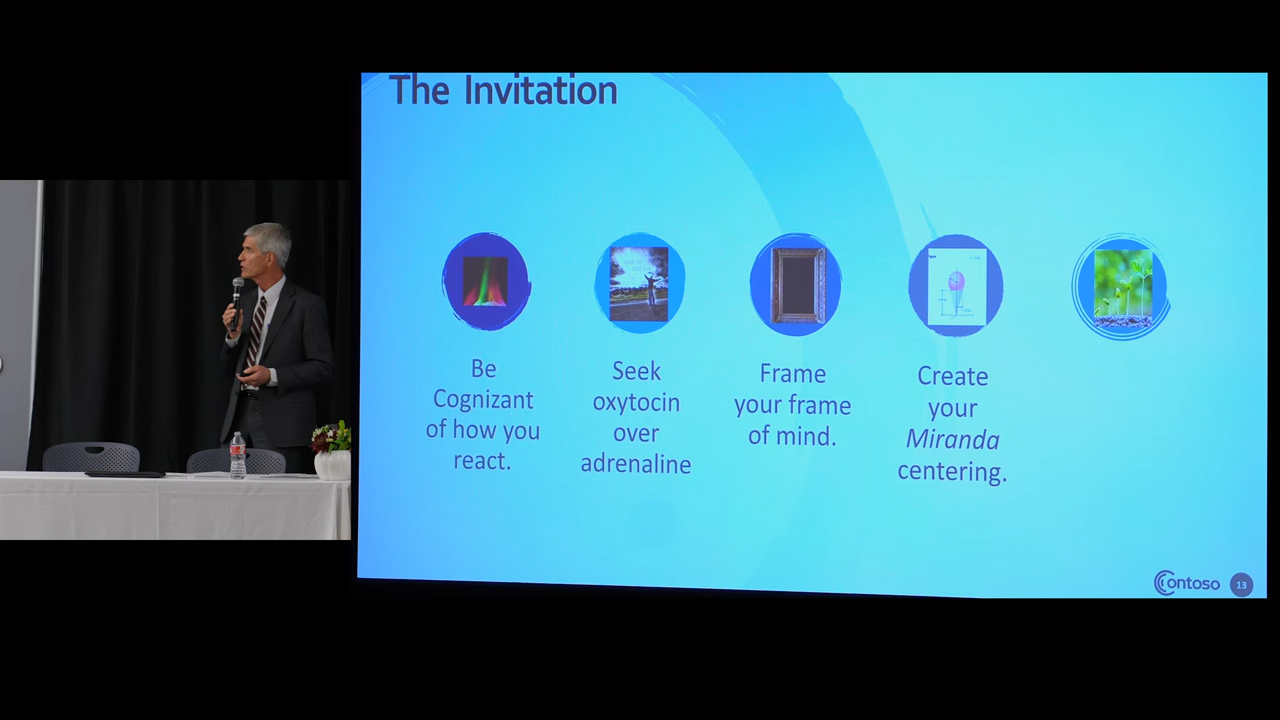 The Invitation
Be
Cognizant
of how you
react.
Seek
oxytocin
over
adrenaline
Frame
your frame
of mind.
Create
your
Miranda
centering.
Contoso
13